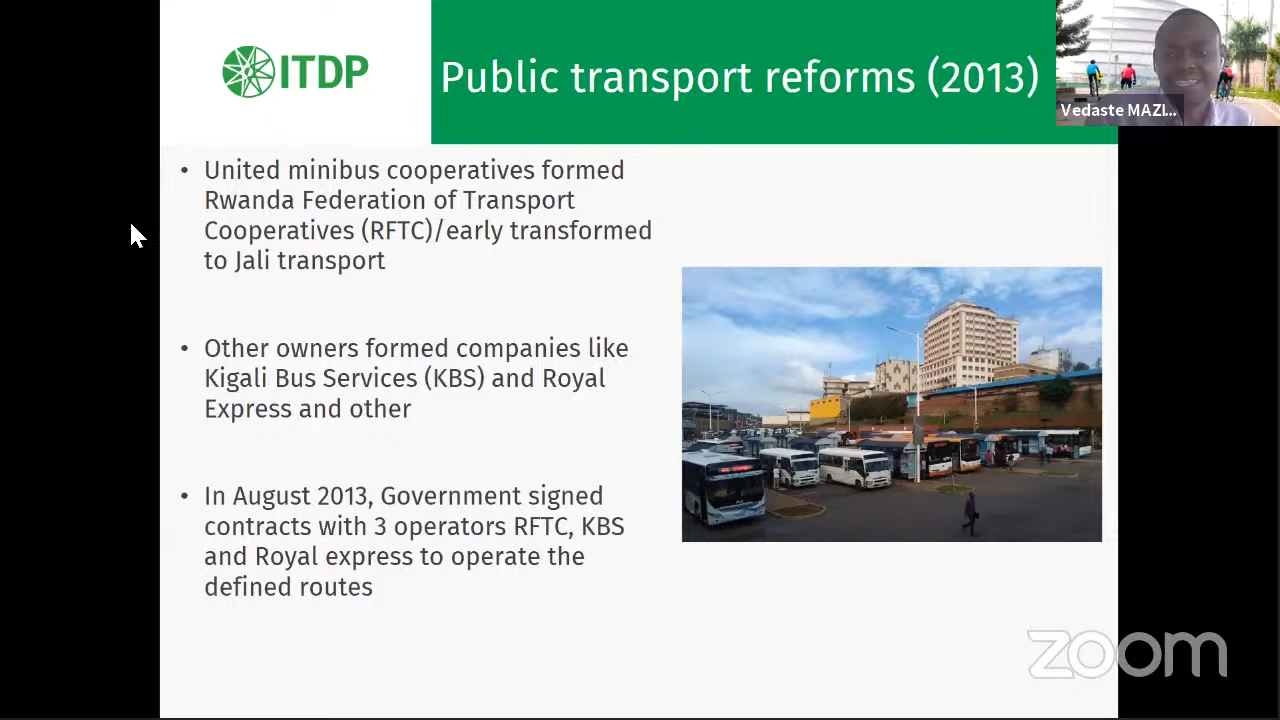 ITDP
Public transport reforms (2013)
Vedaste MAZI...
• United minibus cooperatives formed
Rwanda Federation of Transport
Cooperatives (RFTC)/early transformed
to Jali transport
• Other owners formed companies like
Kigali Bus Services (KBS) and Royal
Express and other
• In August 2013, Government signed
contracts with 3 operators RFTC, KBS
and Royal express to operate the
defined routes
zoom